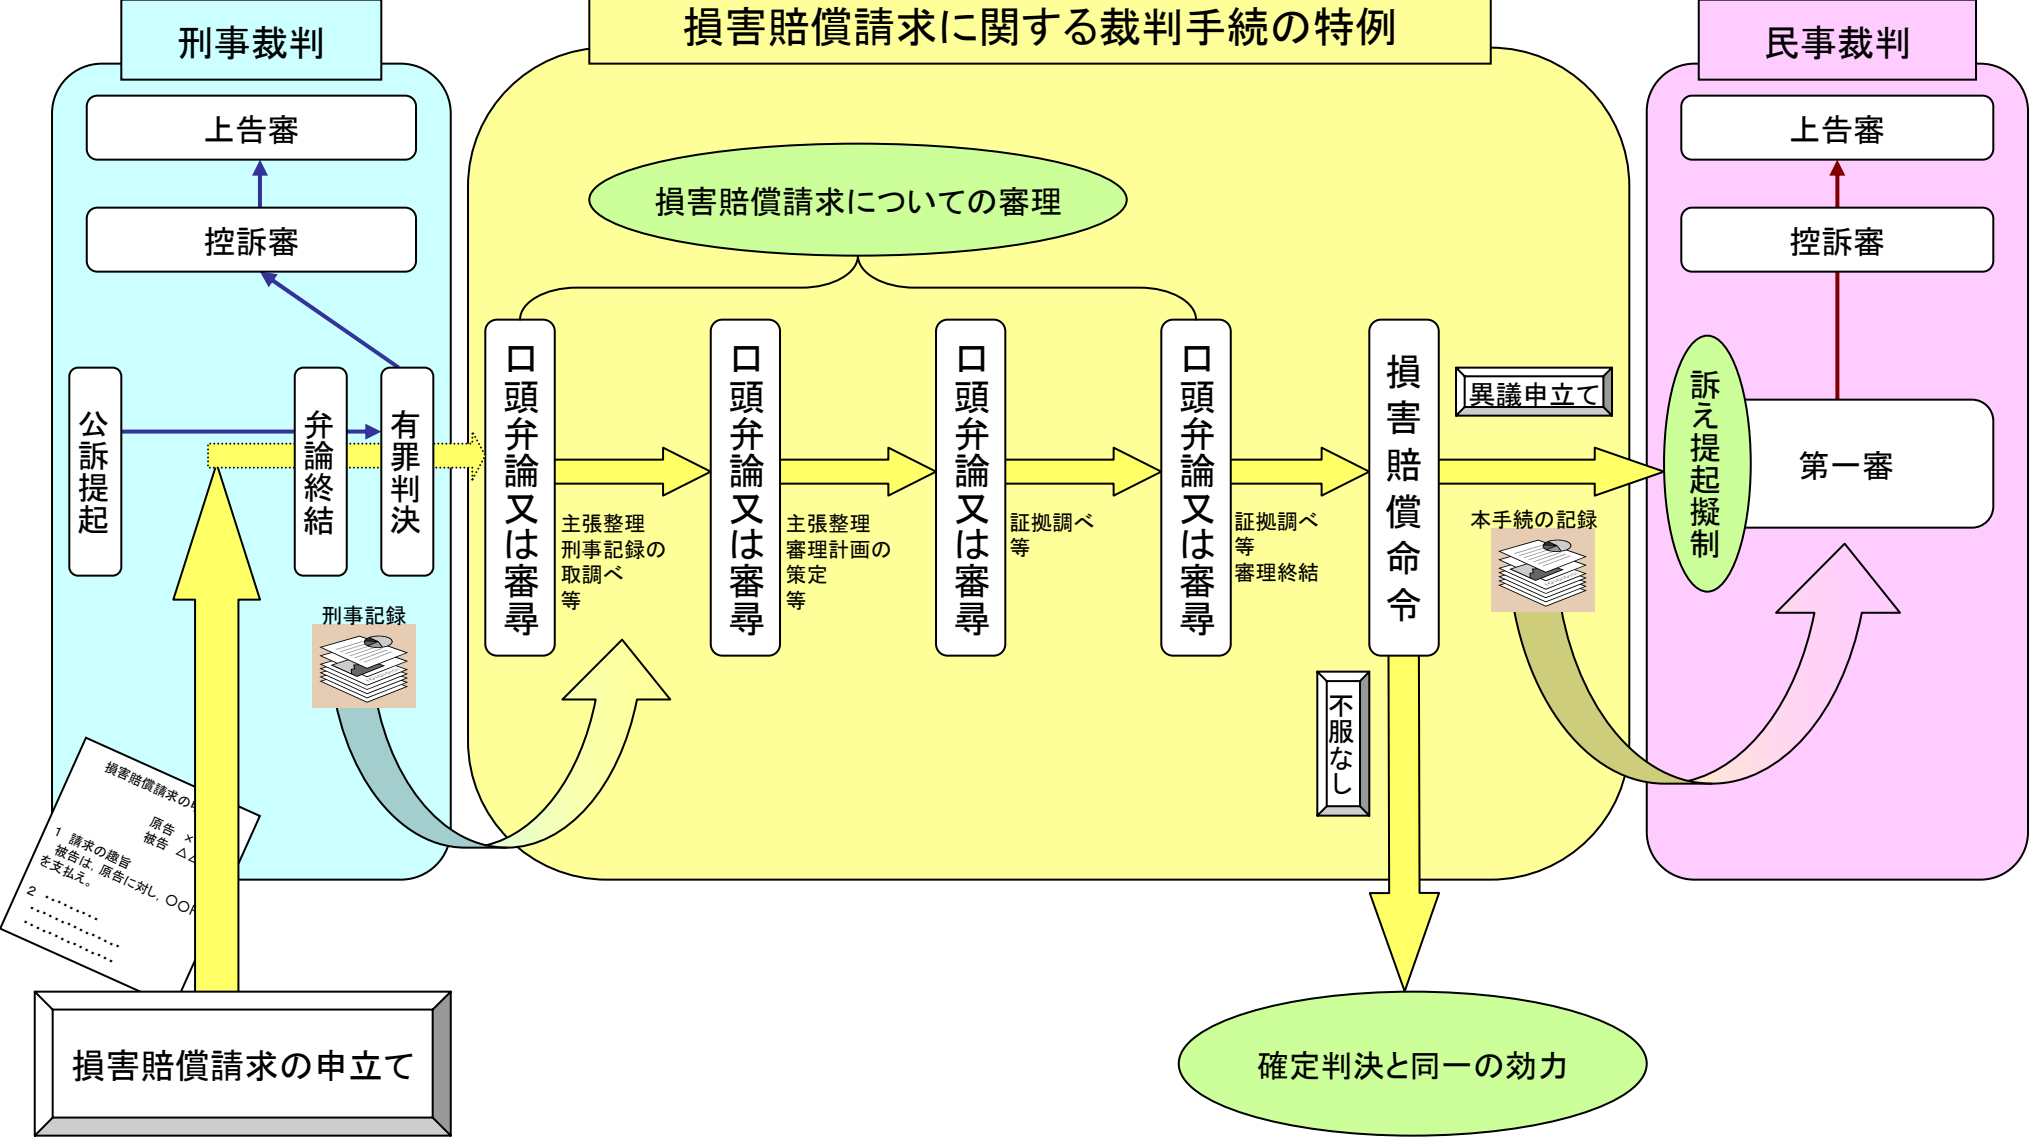 刑事裁判
上告審
控訴審
公訴提起
弁論終結
有罪判決
刑事記録
損害賠償請求の
原告 ×
被告 △
1 請求の趣旨
被告は,原告に対し,○○
を支払え。
2 ・・・・・・・・・
・・・・・・・・・・・・・・・
・・・・・・・・・・・・・・・
損害賠償請求の申立て
損害賠償請求に関する裁判手続の特例
損害賠償請求についての審理
口頭弁論又は審尋
主張整理
刑事記録の
取調べ
等
口頭弁論又は審尋
主張整理
審理計画の
策定
等
口頭弁論又は審尋
証拠調べ
等
口頭弁論又は審尋
証拠調べ
等
審理終結
損害賠償命令
異議申立て
本手続の記録
不服なし
確定判決と同一の効力
民事裁判
上告審
控訴審
訴え提起擬制
第一審